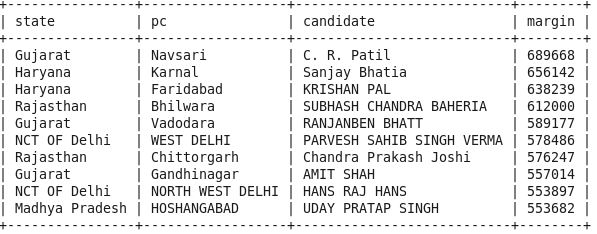 +----------------+------------------+---------------------------+--------+
| state          | pc               | candidate                 | margin |
+----------------+------------------+---------------------------+--------+
| Gujarat        | Navsari          | C. R. Patil               | 689668 |
| Haryana        | Karnal           | Sanjay Bhatia             | 656142 |
| Haryana        | Faridabad        | KRISHAN PAL               | 638239 |
| Rajasthan      | Bhilwara         | SUBHASH CHANDRA BAHERIA   | 612000 |
| Gujarat        | Vadodara         | RANJANBEN BHATT           | 589177 |
| NCT OF Delhi   | WEST DELHI       | PARVESH SAHIB SINGH VERMA | 578486 |
| Rajasthan      | Chittorgarh      | Chandra Prakash Joshi     | 576247 |
| Gujarat        | Gandhinagar      | AMIT SHAH                 | 557014 |
| NCT OF Delhi   | NORTH WEST DELHI | HANS RAJ HANS             | 553897 |
| Madhya Pradesh | HOSHANGABAD      | UDAY PRATAP SINGH         | 553682 |
+----------------+------------------+---------------------------+--------+